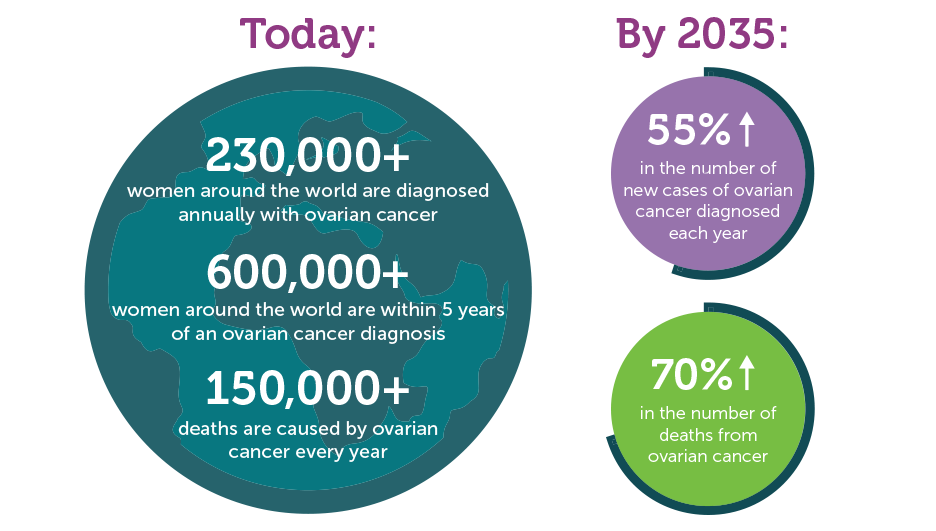 Today:
230,000+
women around the world are diagnosed
annually with ovarian cancer
600,000+
women around the world are within 5 years
of an ovarian cancer diagnosis
150,000+
deaths are caused by ovarian
cancer every year
By 2035:
55%↑
in the number of
new cases of ovarian
cancer diagnosed
each year
70%↑
in the number of
deaths from
ovarian cancer